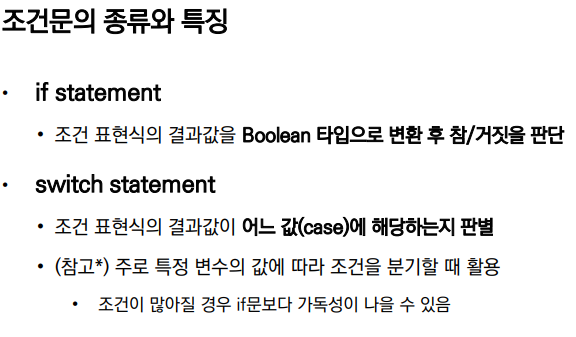 조건문의 종류와 특징
• if statement
• 조건 표현식의 결과값을 Boolean 타입으로 변환 후 참/거짓을 판단
• switch statement
• 조건 표현식의 결과값이 어느 값(case)에 해당하는지 판별
• (참고*) 주로 특정 변수의 값에 따라 조건을 분기할 때 활용
• 조건이 많아질 경우 if문보다 가독성이 나을 수 있음